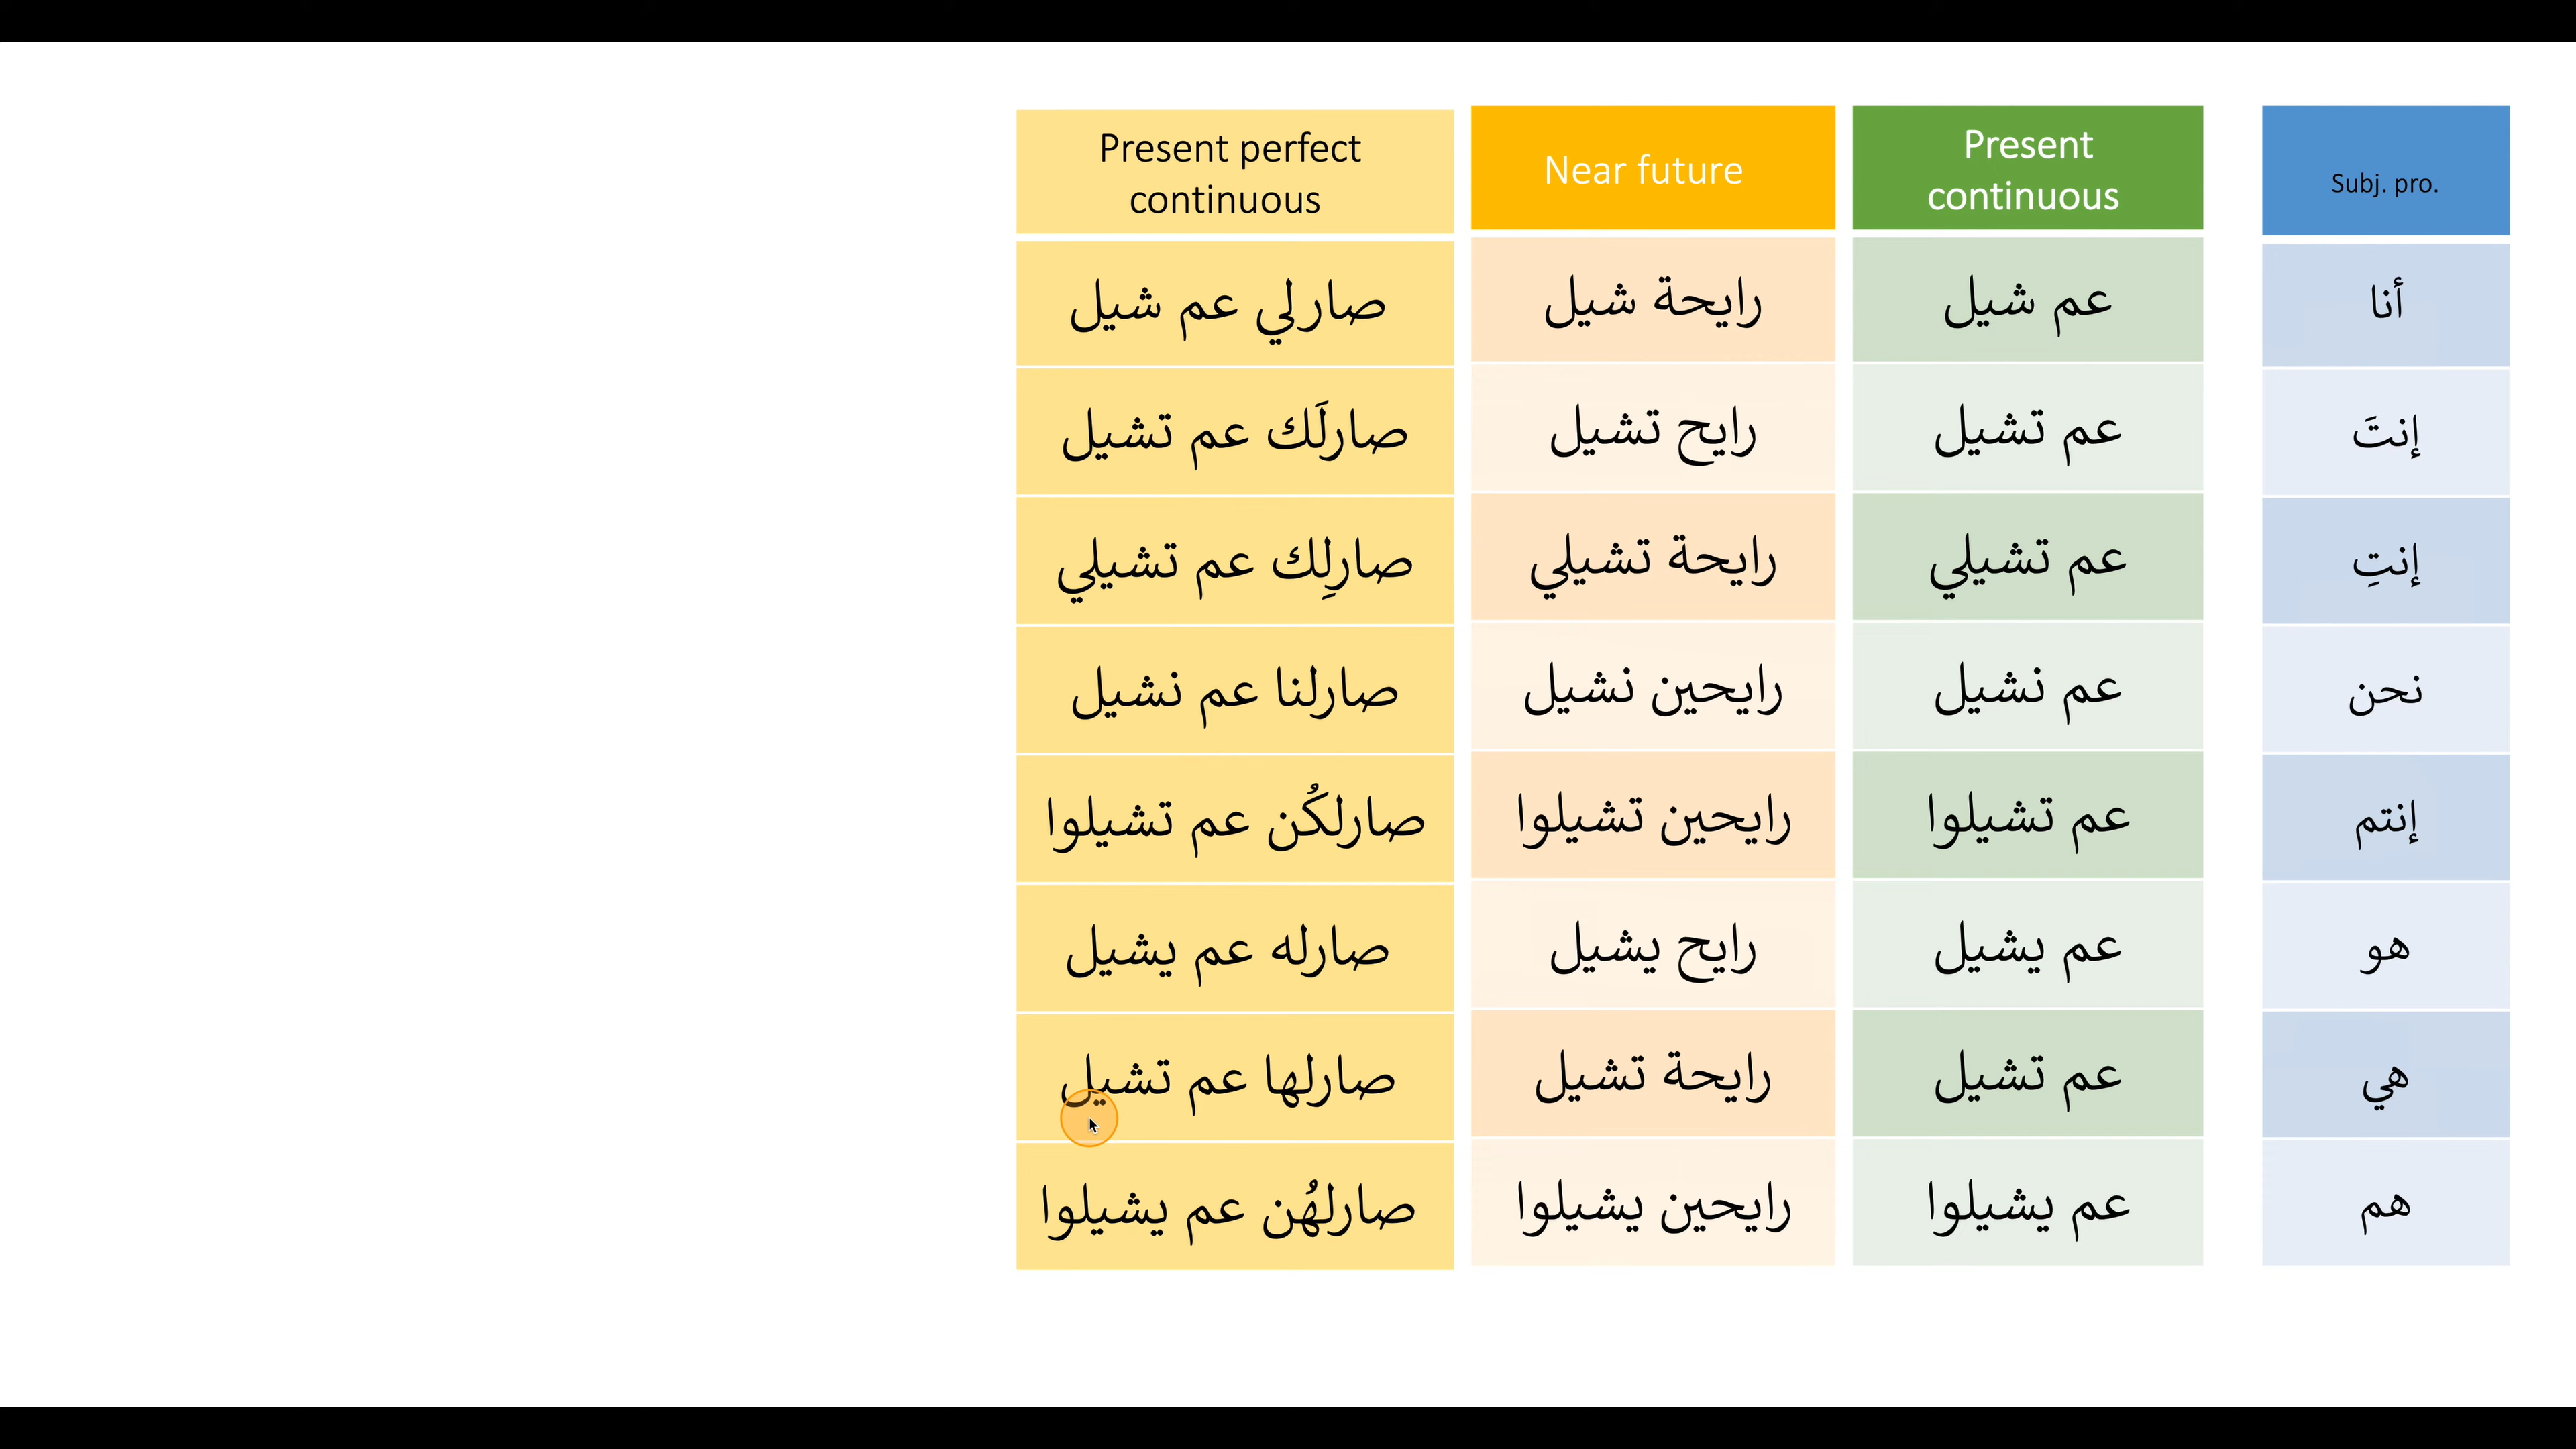 Subj. pro.
Present
continuous
Near future
Present perfect
continuous
أنا
عم شيل
رايحة شيل
صارلي عم شيل
إنتَ
عم تشيل
رايح تشيل
صارلَك عم تشيل
إنتِ
عم تشيلي
رايحة تشيلي
صارلِك عم تشيلي
نحن
عم نشيل
رايحين نشيل
صارلنا عم نشيل
إنتم
عم تشيلوا
رايحين تشيلوا
صارلكُن عم تشيلوا
هو
عم يشيل
رايح يشيل
صارله عم يشيل
هي
عم تشيل
رايحة تشيل
صارلها عم تشيل
هم
عم يشيلوا
رايحين يشيلوا
صارلهُن عم يشيلوا